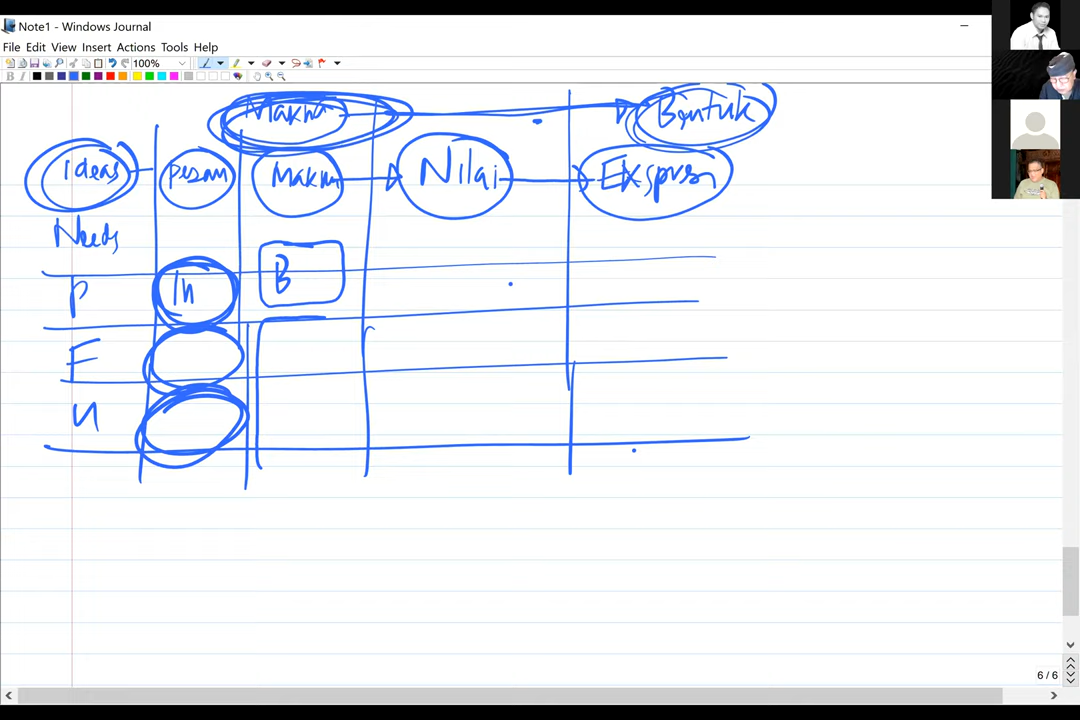 Note1 - Windows Journal
File Edit View Insert Actions Tools Help
100%
B I
Makna Bentuk
Ideas pesan Makna Nilai Ekspresi
Needs
P Ih B
F
U
6 / 6